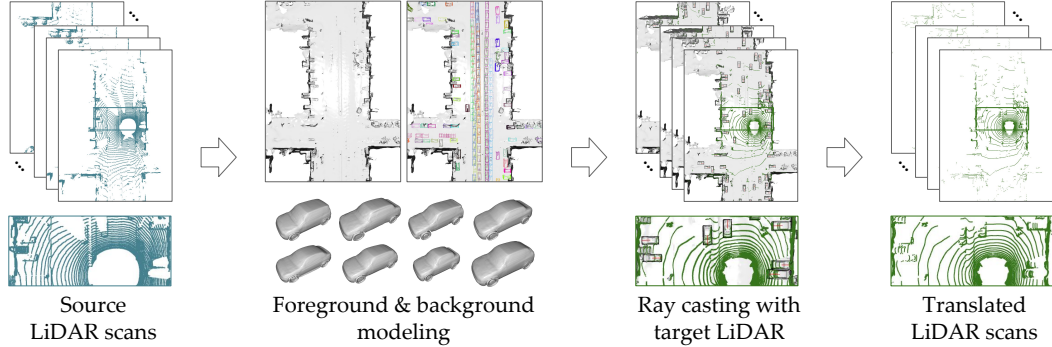 Source
LiDAR scans
Foreground & background
modeling
Ray casting with
target LiDAR
Translated
LiDAR scans